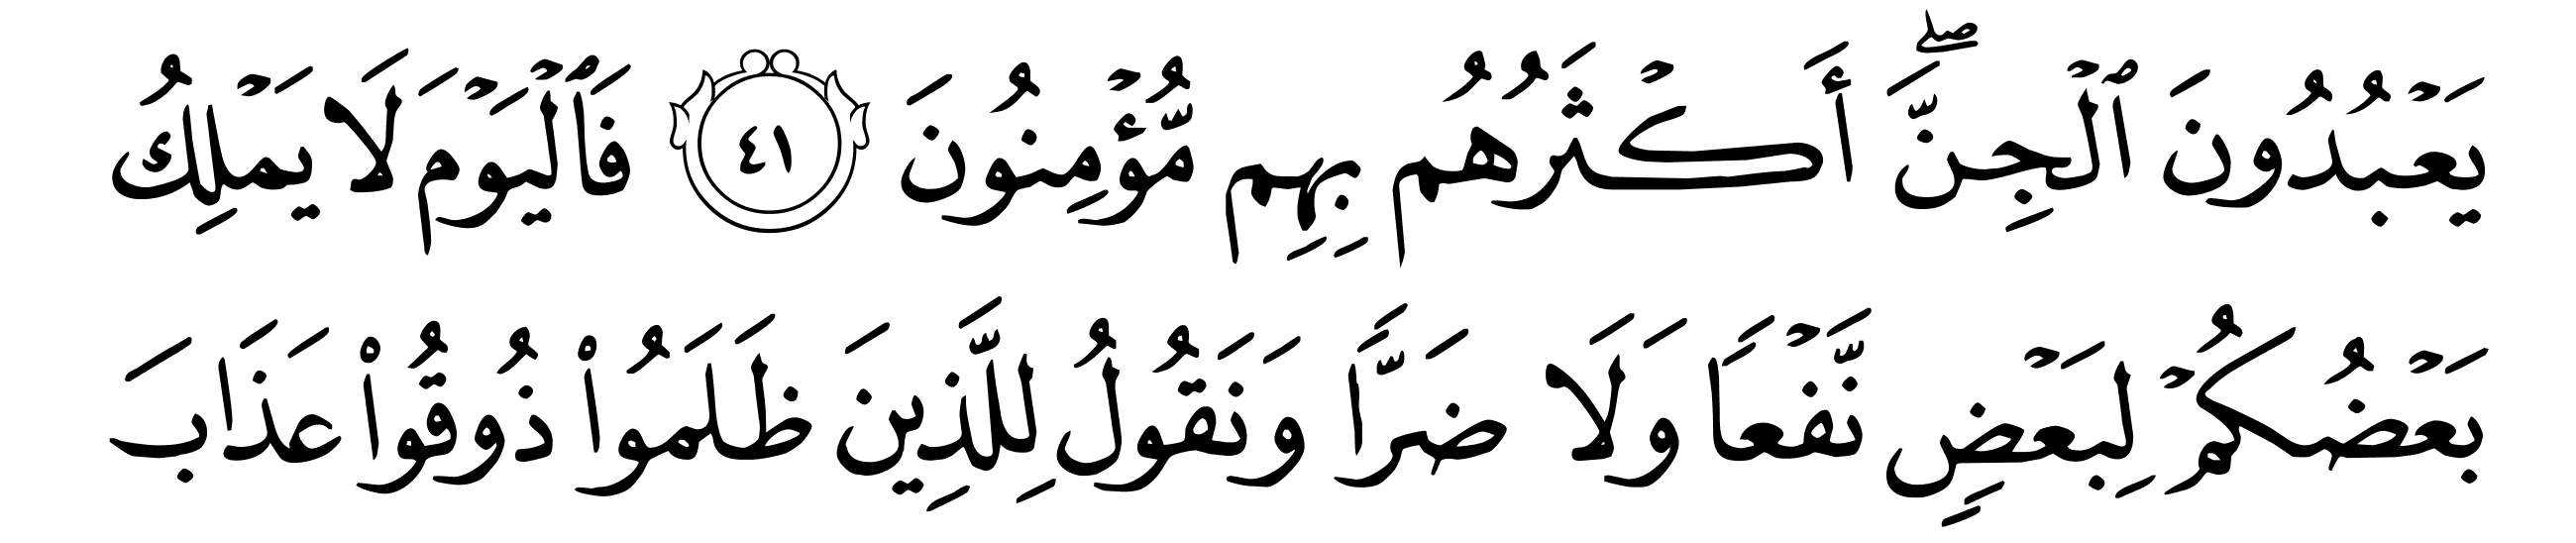 يَعۡبُدُونَ ٱلۡجِنَّۖ أَكۡثَرُهُم بِهِم مُّؤۡمِنُونَ ٤١ فَٱلۡيَوۡمَ لَا يَمۡلِكُ
بَعۡضُكُمۡ لِبَعۡضٖ نَّفۡعٗا وَلَا ضَرّٗا وَنَقُولُ لِلَّذِينَ ظَلَمُواْ ذُوقُواْ عَذَابَ